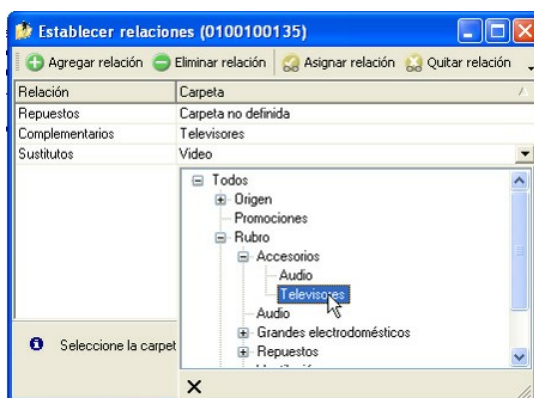 Establecer relaciones (0100100135)
Agregar relación Eliminar relación Asignar relación Quitar relación
Relación Carpeta
Repuestos Carpeta no definida
Complementarios Televisores
Sustitutos Video
Todos
Origen
Promociones
Rubro
Accesorios
Audio
Televisores
Audio
Grandes electrodomésticos
Repuestos
Seleccione la carpet